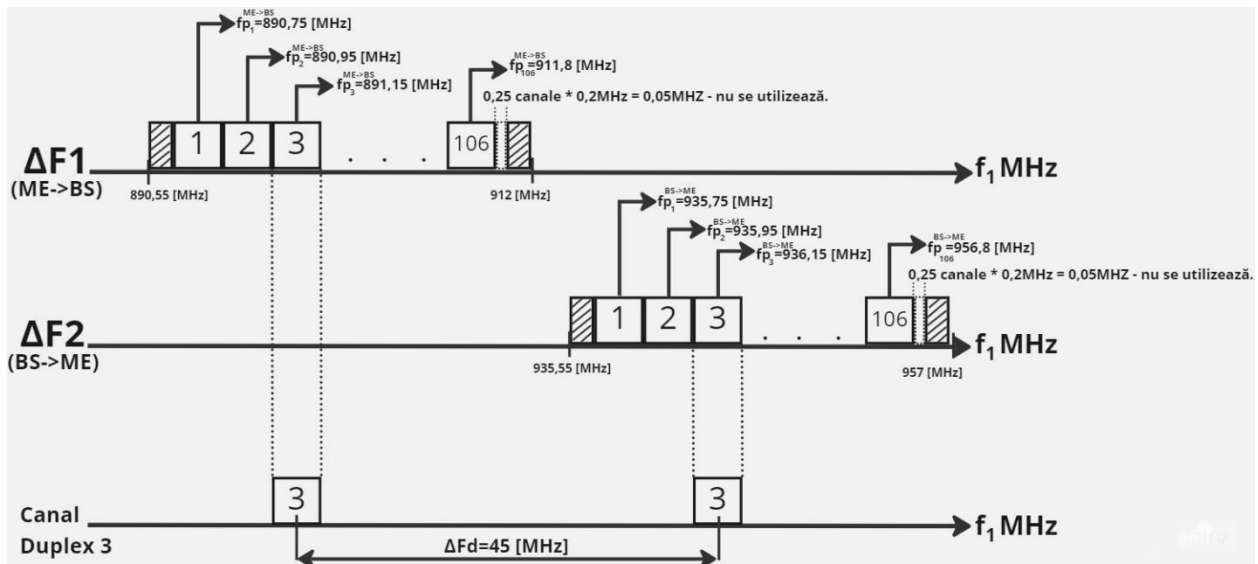 ME->BS
fp₁=890,75 [MHz]
ME->BS
fp₂=890,95 [MHz]
ME->BS
fp₃=891,15 [MHz]
ME->BS
fp₁₀₆=911,8 [MHz]
0,25 canale * 0,2MHz = 0,05MHZ - nu se utilizează.
1 2 3 . . . 106
ΔF1
(ME->BS)
f₁ MHz
890,55 [MHz]
912 [MHz]
BS->ME
fp₁=935,75 [MHz]
BS->ME
fp₂=935,95 [MHz]
BS->ME
fp₃=936,15 [MHz]
BS->ME
fp₁₀₆=956,8 [MHz]
0,25 canale * 0,2MHz = 0,05MHZ - nu se utilizează.
1 2 3 . . . 106
ΔF2
(BS->ME)
f₁ MHz
935,55 [MHz]
957 [MHz]
3 3
Canal
Duplex 3
f₁ MHz
ΔFd=45 [MHz]